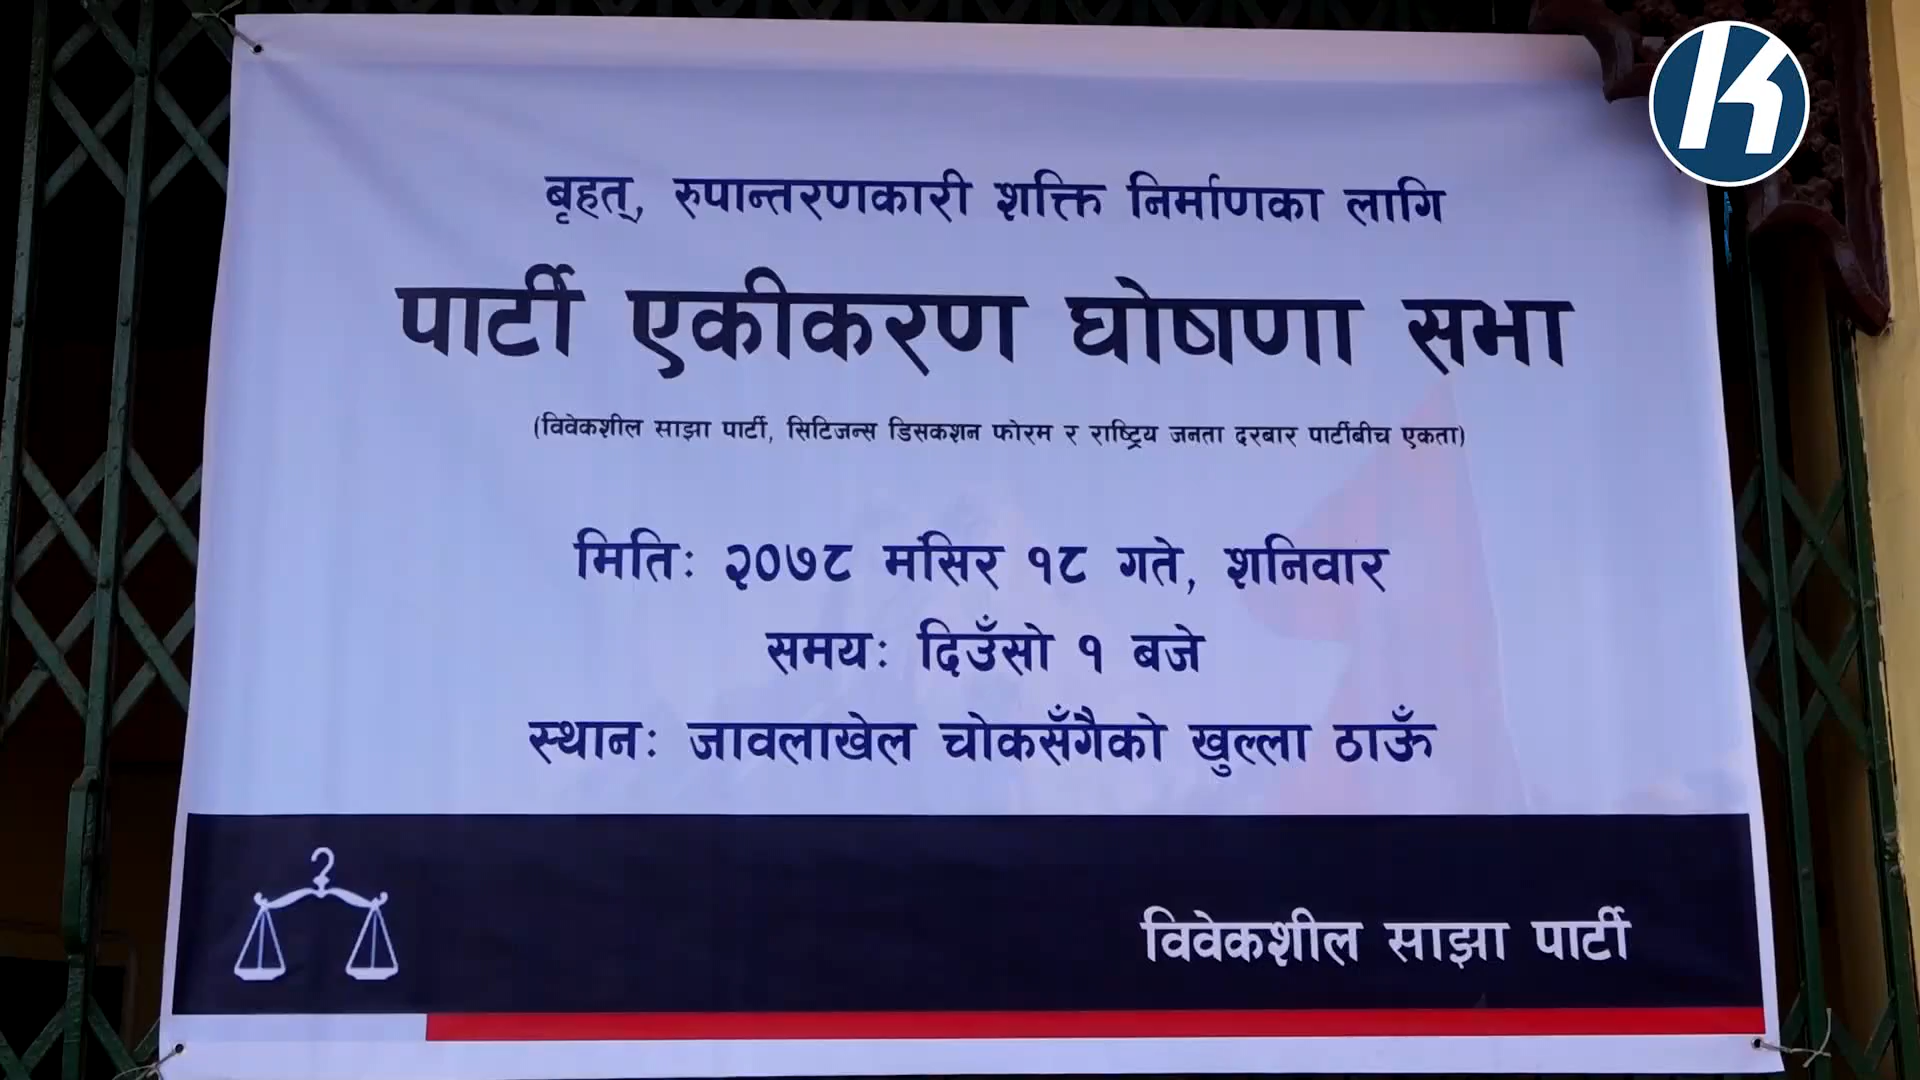 K
बृहत्, रुपान्तरणकारी शक्ति निर्माणका लागि
पार्टी एकीकरण घोषणा सभा
(विवेकशील साझा पार्टी, सिटिजन्स डिसकशन फोरम र राष्ट्रिय जनता दरबार पार्टीबीच एकता)
मिति: २०७८ मंसिर १८ गते, शनिवार
समय: दिउँसो १ बजे
स्थान: जावलाखेल चोकसँगैको खुल्ला ठाऊँ
विवेकशील साझा पार्टी